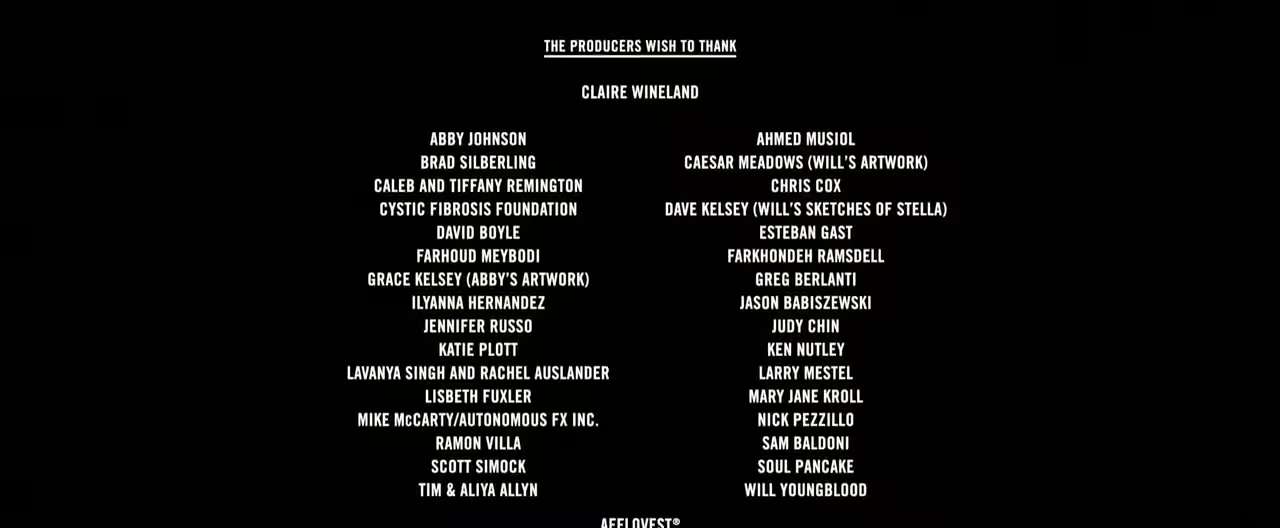 THE PRODUCERS WISH TO THANK
CLAIRE WINELAND
ABBY JOHNSON
AHMED MUSIOL
BRAD SILBERLING
CAESAR MEADOWS (WILL'S ARTWORK)
CALEB AND TIFFANY REMINGTON
CHRIS COX
CYSTIC FIBROSIS FOUNDATION
DAVE KELSEY (WILL'S SKETCHES OF STELLA)
DAVID BOYLE
ESTEBAN GAST
FARHOUD MEYBODI
FARKHONDEH RAMSDELL
GRACE KELSEY (ABBY'S ARTWORK)
GREG BERLANTI
ILYANNA HERNANDEZ
JASON BABISZEWSKI
JENNIFER RUSSO
JUDY CHIN
KATIE PLOTT
KEN NUTLEY
LAVANYA SINGH AND RACHEL AUSLANDER
LARRY MESTEL
LISBETH FUXLER
MARY JANE KROLL
MIKE McCARTY/AUTONOMOUS FX INC.
NICK PEZZILLO
RAMON VILLA
SAM BALDONI
SCOTT SIMOCK
SOUL PANCAKE
TIM & ALIYA ALLYN
WILL YOUNGBLOOD
AFFLOVEST®